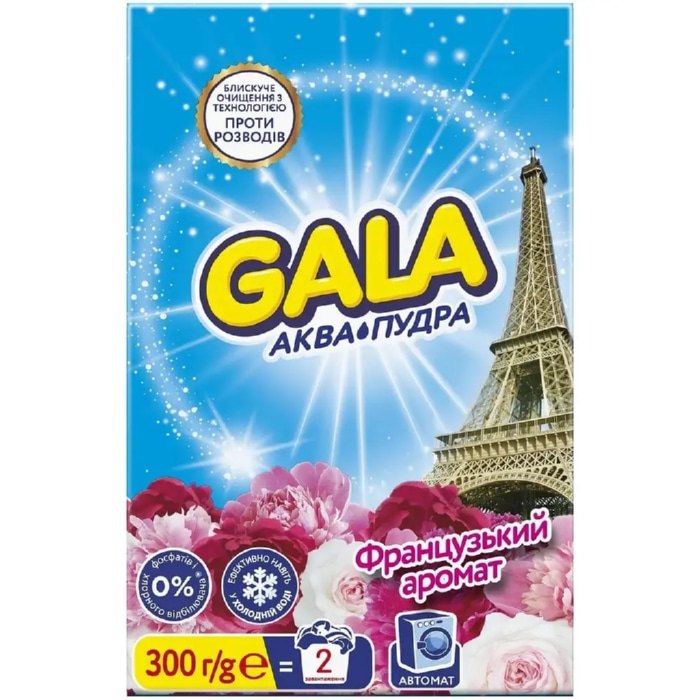 БЛИСКУЧЕ
ОЧИЩЕННЯ З
ТЕХНОЛОГІЄЮ
ПРОТИ
РОЗВОДІВ
GALA
АКВА ПУДРА
Французький
аромат
фосфатів і
0%
хлорного відбілювача
ЕФЕКТИВНО НАВІТЬ
У ХОЛОДНІЙ ВОДІ
300 г/g e = 2
завантаження
АВТОМАТ